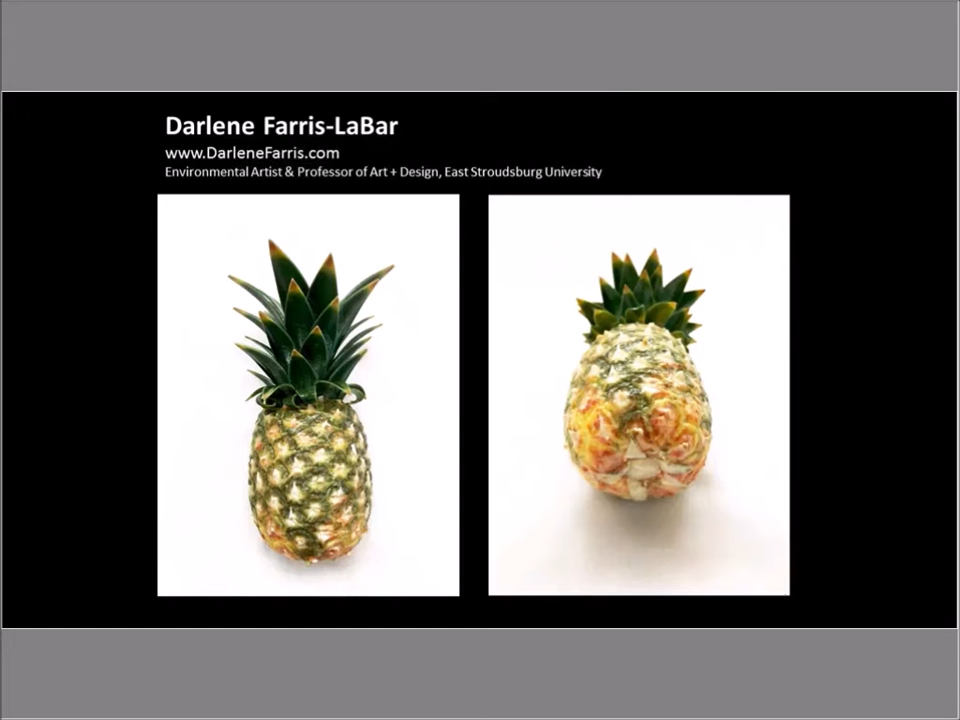 Darlene Farris-LaBar
www.DarleneFarris.com
Environmental Artist & Professor of Art + Design, East Stroudsburg University